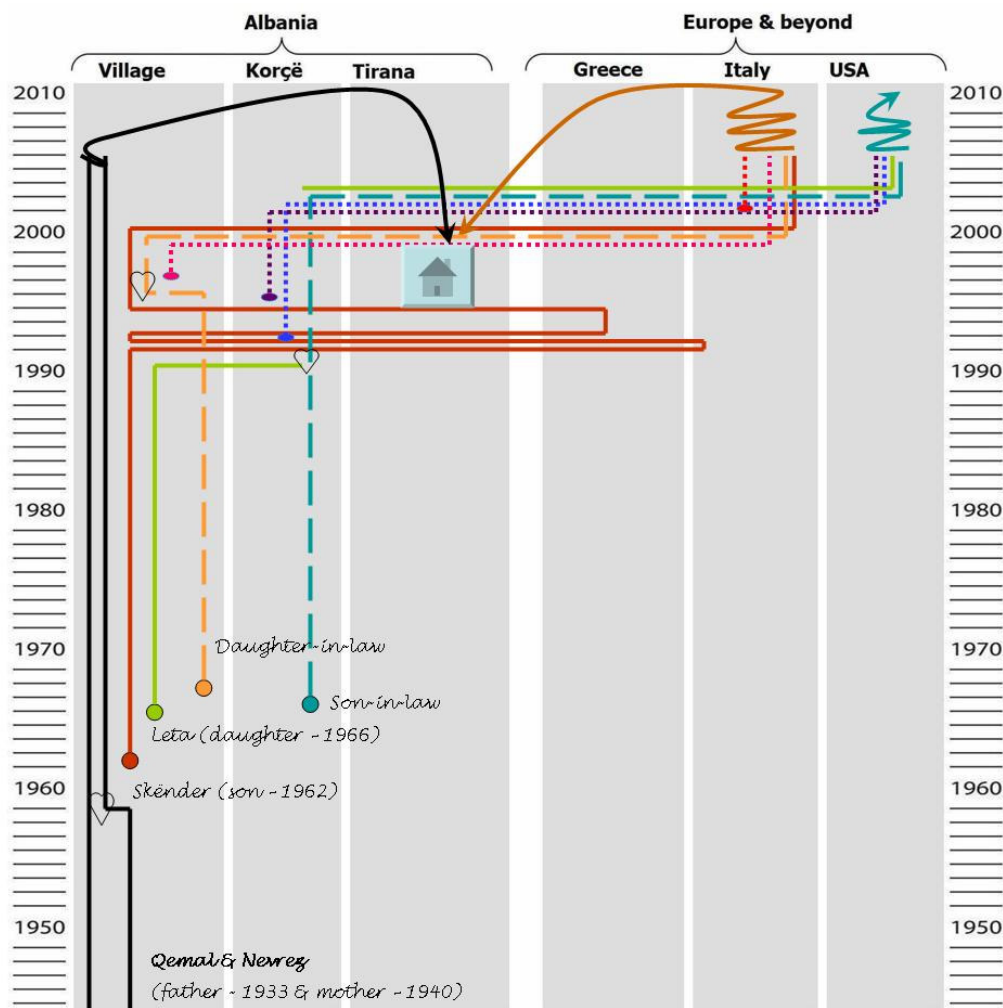 Albania Europe & beyond
Village Korçë Tirana Greece Italy USA
2010 2010
2000 2000
1990 1990
1980 1980
1970 1970
Daughter-in-law
Son-in-law
Leta (daughter - 1966)
1960 1960
Skënder (son - 1962)
1950 1950
Qemal & Nevrez
(father - 1933 & mother - 1940)